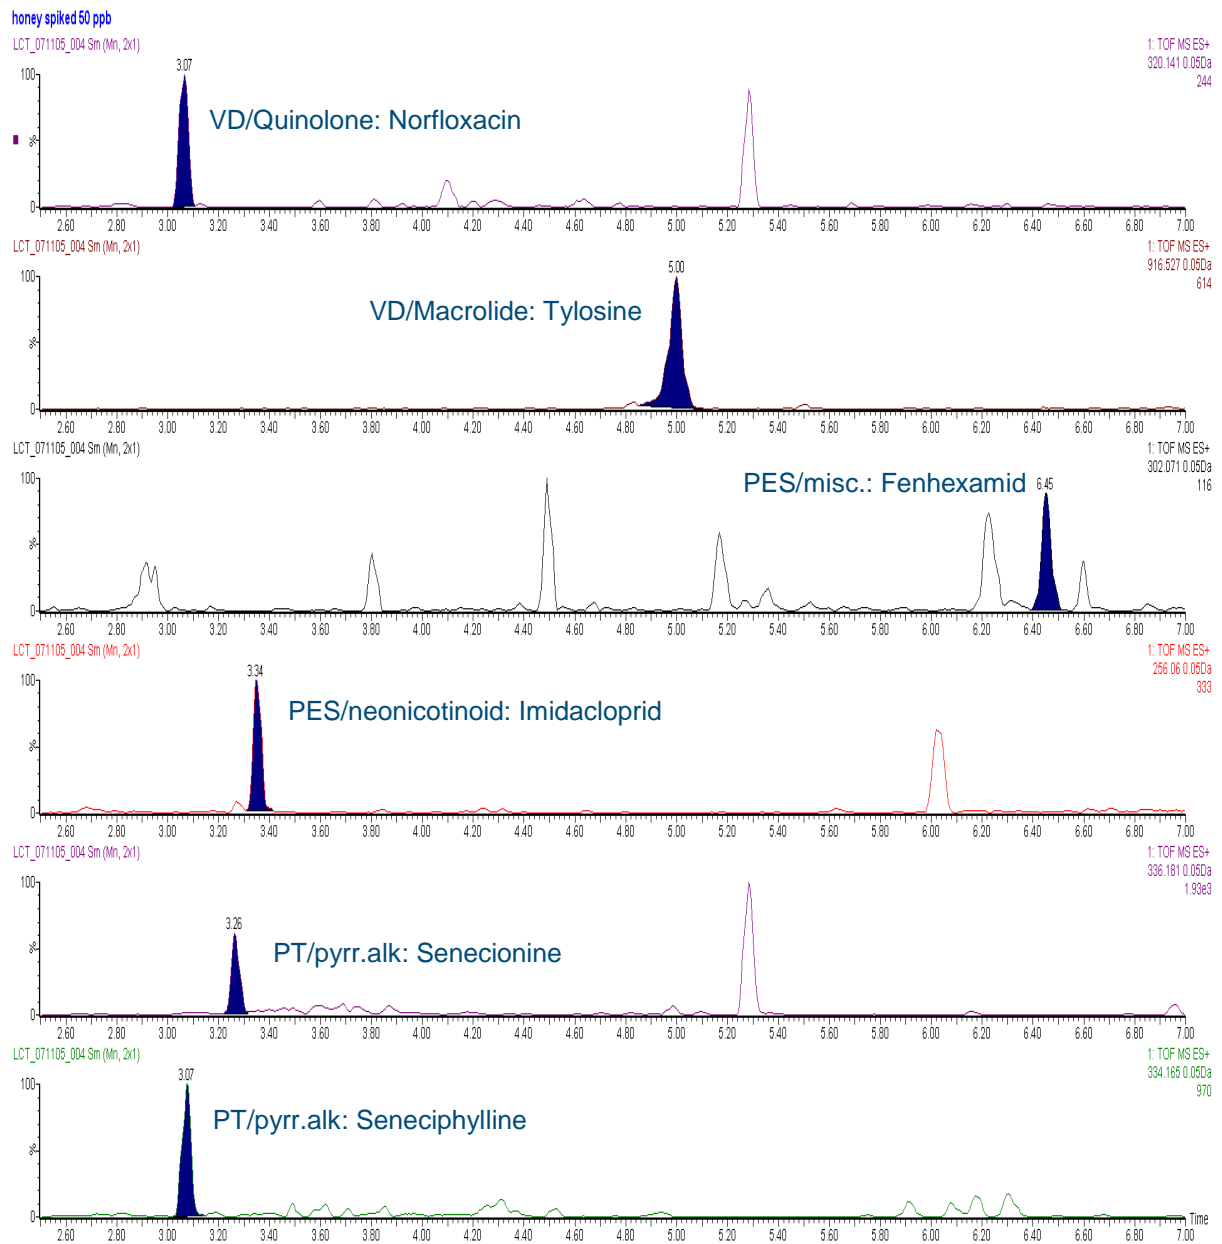 honey spiked 50 ppb
LCT_071105_004 Sm (Mn, 2x1)
1: TOF MS ES+
320.141 0.05Da
244
100
%
0
3.07
VD/Quinolone: Norfloxacin
2.60 2.80 3.00 3.20 3.40 3.60 3.80 4.00 4.20 4.40 4.60 4.80 5.00 5.20 5.40 5.60 5.80 6.00 6.20 6.40 6.60 6.80 7.00
LCT_071105_004 Sm (Mn, 2x1)
1: TOF MS ES+
916.527 0.05Da
614
100
%
0
5.00
VD/Macrolide: Tylosine
2.60 2.80 3.00 3.20 3.40 3.60 3.80 4.00 4.20 4.40 4.60 4.80 5.00 5.20 5.40 5.60 5.80 6.00 6.20 6.40 6.60 6.80 7.00
LCT_071105_004 Sm (Mn, 2x1)
1: TOF MS ES+
302.071 0.05Da
116
100
%
0
PES/misc.: Fenhexamid
6.45
2.60 2.80 3.00 3.20 3.40 3.60 3.80 4.00 4.20 4.40 4.60 4.80 5.00 5.20 5.40 5.60 5.80 6.00 6.20 6.40 6.60 6.80 7.00
LCT_071105_004 Sm (Mn, 2x1)
1: TOF MS ES+
256.06 0.05Da
333
100
%
0
3.34
PES/neonicotinoid: Imidacloprid
2.60 2.80 3.00 3.20 3.40 3.60 3.80 4.00 4.20 4.40 4.60 4.80 5.00 5.20 5.40 5.60 5.80 6.00 6.20 6.40 6.60 6.80 7.00
LCT_071105_004 Sm (Mn, 2x1)
1: TOF MS ES+
336.181 0.05Da
1.93e3
100
%
0
3.26
PT/pyrr.alk: Senecionine
2.60 2.80 3.00 3.20 3.40 3.60 3.80 4.00 4.20 4.40 4.60 4.80 5.00 5.20 5.40 5.60 5.80 6.00 6.20 6.40 6.60 6.80 7.00
LCT_071105_004 Sm (Mn, 2x1)
1: TOF MS ES+
334.165 0.05Da
970
100
%
0
3.07
PT/pyrr.alk: Seneciphylline
Time
2.60 2.80 3.00 3.20 3.40 3.60 3.80 4.00 4.20 4.40 4.60 4.80 5.00 5.20 5.40 5.60 5.80 6.00 6.20 6.40 6.60 6.80 7.00